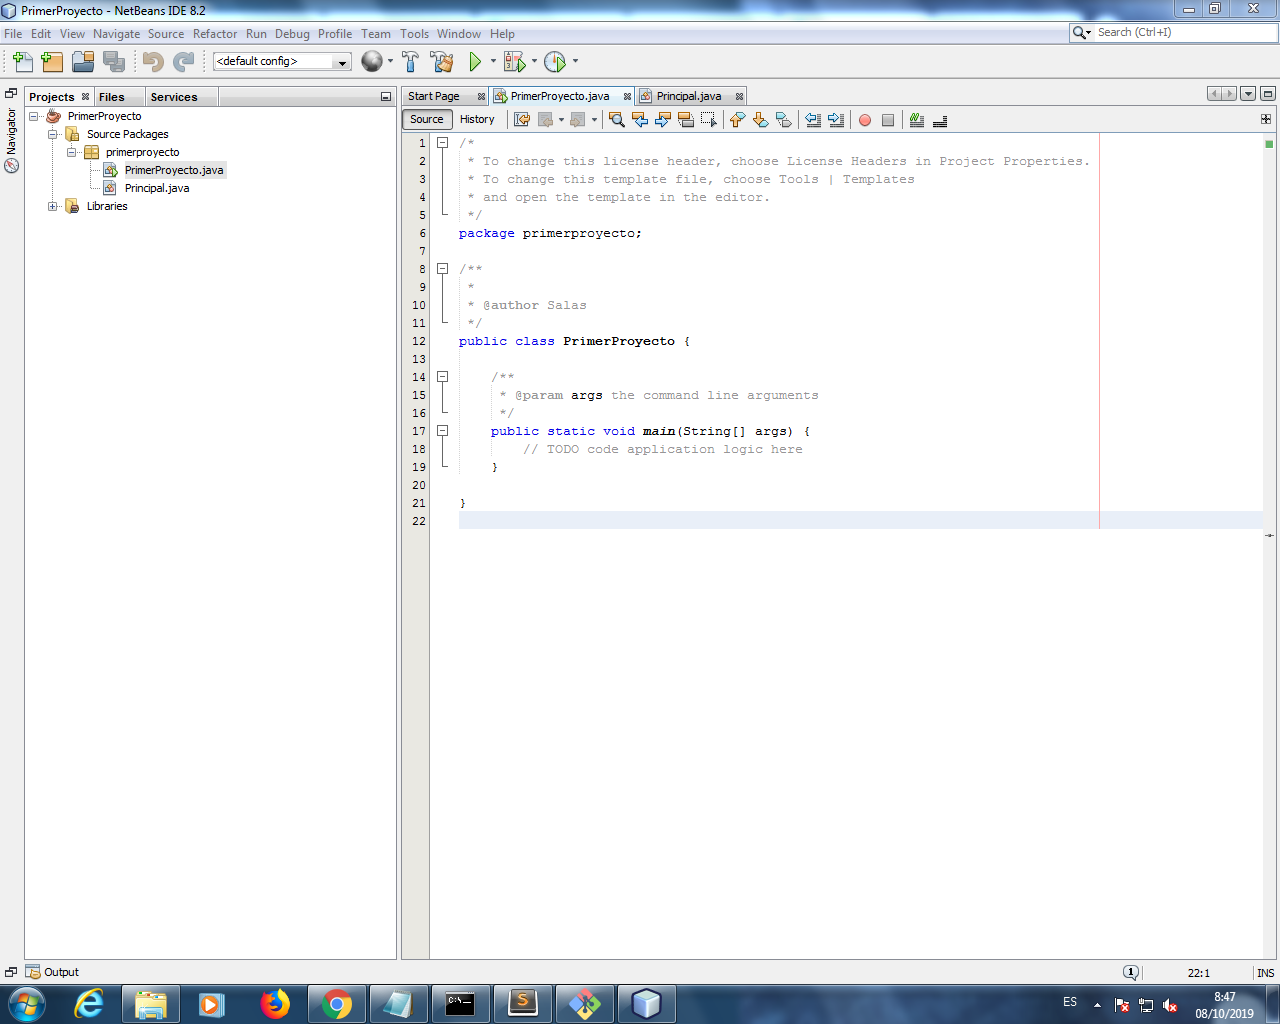 PrimerProyecto - NetBeans IDE 8.2
File Edit View Navigate Source Refactor Run Debug Profile Team Tools Window Help
Search (Ctrl+I)
<default config>
Navigator
Projects Files Services
PrimerProyecto
Source Packages
primerproyecto
PrimerProyecto.java
Principal.java
Libraries
Start Page PrimerProyecto.java Principal.java
Source History
1 /*
2 * To change this license header, choose License Headers in Project Properties.
3 * To change this template file, choose Tools | Templates
4 * and open the template in the editor.
5 */
6 package primerproyecto;
7
8 /**
9 *
10 * @author Salas
11 */
12 public class PrimerProyecto {
13
14 /**
15 * @param args the command line arguments
16 */
17 public static void main(String[] args) {
18 // TODO code application logic here
19 }
20
21 }
22
Output
1
22:1
INS
C:\
S
ES
8:47
08/10/2019